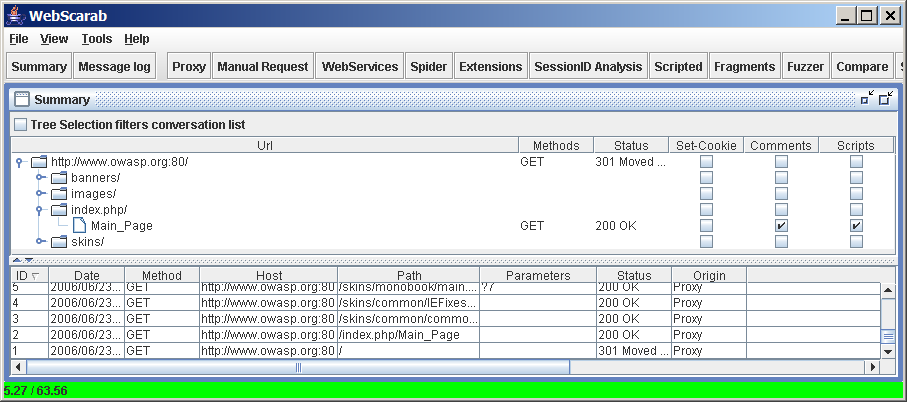 WebScarab
File View Tools Help
Summary Message log Proxy Manual Request WebServices Spider Extensions SessionID Analysis Scripted Fragments Fuzzer Compare
Summary
Tree Selection filters conversation list
Url Methods Status Set-Cookie Comments Scripts
http://www.owasp.org:80/ GET 301 Moved ...
banners/
images/
index.php/
Main_Page GET 200 OK
skins/
ID Date Method Host Path Parameters Status Origin
5 2006/06/23... GET http://www.owasp.org:80 /skins/monobook/main.... ?7 200 OK Proxy
4 2006/06/23... GET http://www.owasp.org:80 /skins/common/IEFixes... 200 OK Proxy
3 2006/06/23... GET http://www.owasp.org:80 /skins/common/commo... 200 OK Proxy
2 2006/06/23... GET http://www.owasp.org:80 /index.php/Main_Page 200 OK Proxy
1 2006/06/23... GET http://www.owasp.org:80 / 301 Moved ... Proxy
5.27 / 63.56